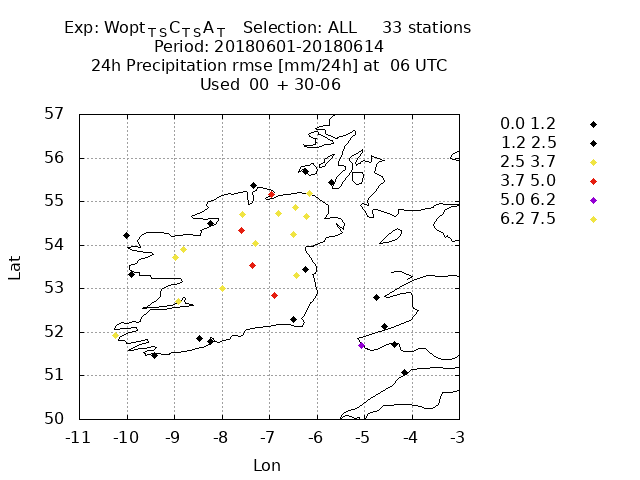 Exp: Wopt_TS C_TS A_T Selection: ALL 33 stations
Period: 20180601-20180614
24h Precipitation rmse [mm/24h] at 06 UTC
Used 00 + 30-06
57
56
55
54
53
52
51
50
-11 -10 -9 -8 -7 -6 -5 -4 -3
Lat
Lon
0.0 1.2
1.2 2.5
2.5 3.7
3.7 5.0
5.0 6.2
6.2 7.5